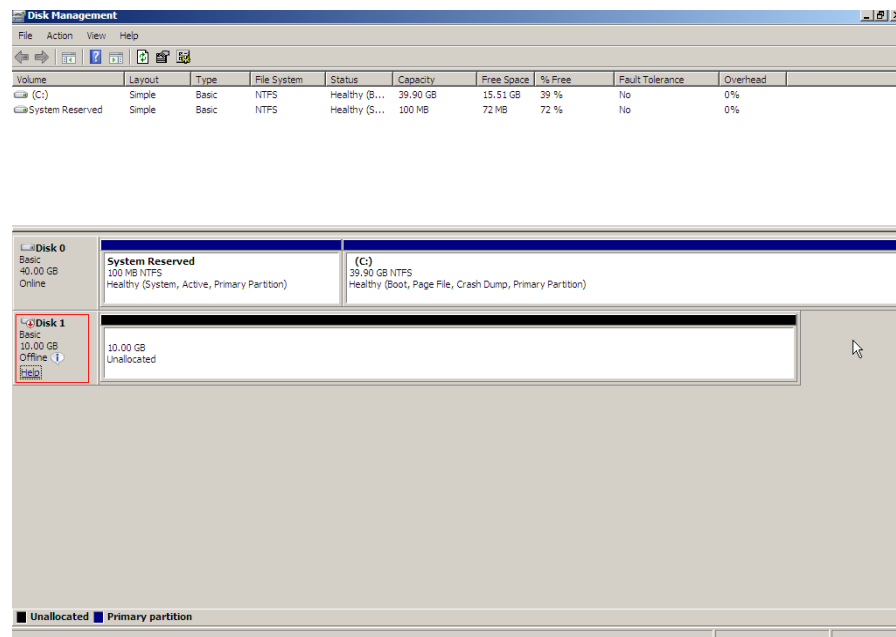 Disk Management
File Action View Help
Volume Layout Type File System Status Capacity Free Space % Free Fault Tolerance Overhead
(C:) Simple Basic NTFS Healthy (B... 39.90 GB 15.51 GB 39 % No 0%
System Reserved Simple Basic NTFS Healthy (S... 100 MB 72 MB 72 % No 0%
Disk 0
Basic
40.00 GB
Online
System Reserved
100 MB NTFS
Healthy (System, Active, Primary Partition)
(C:)
39.90 GB NTFS
Healthy (Boot, Page File, Crash Dump, Primary Partition)
Disk 1
Basic
10.00 GB
Offline
Help
10.00 GB
Unallocated
Unallocated Primary partition